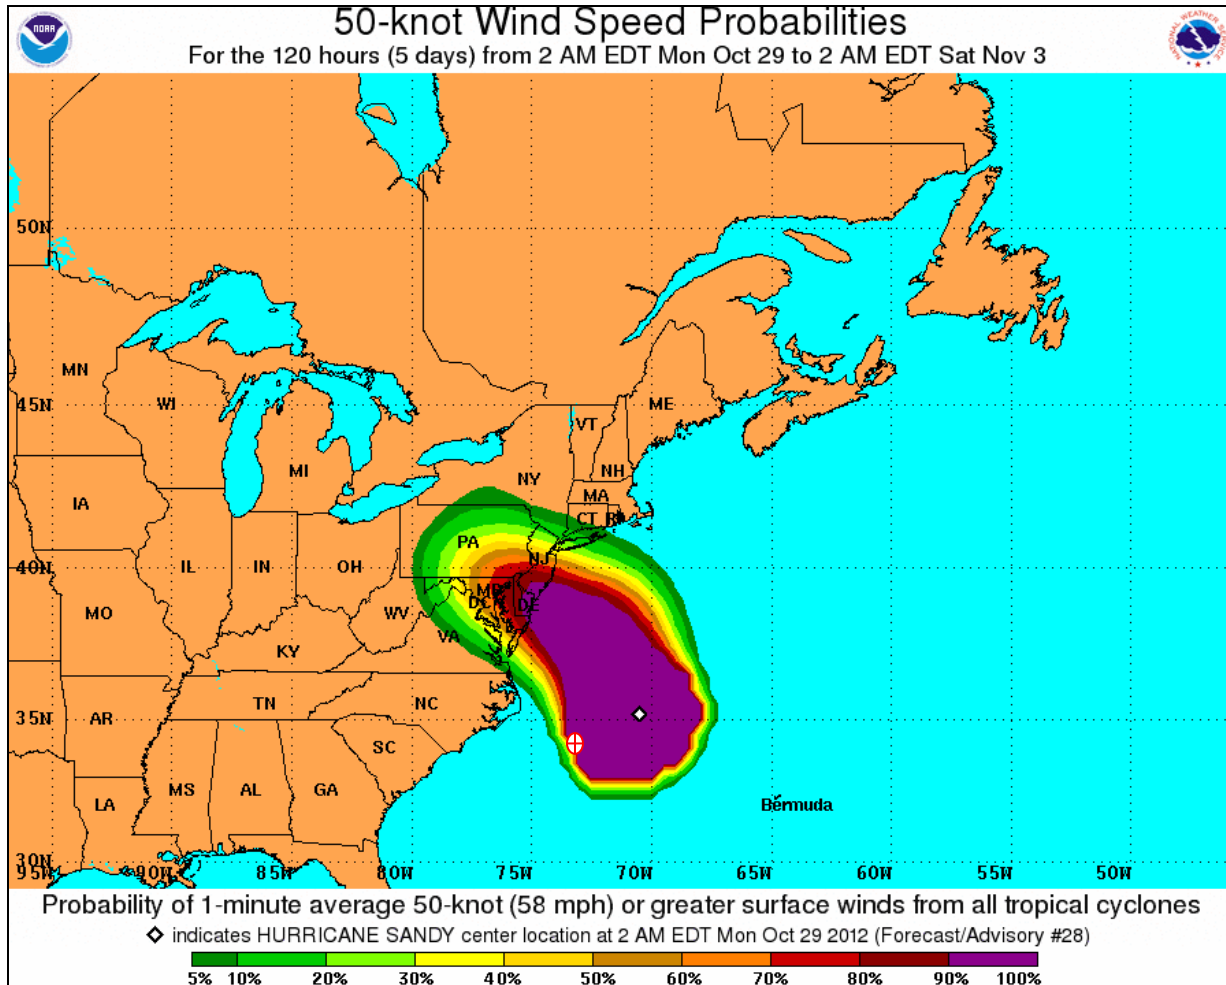 50-knot Wind Speed Probabilities
For the 120 hours (5 days) from 2 AM EDT Mon Oct 29 to 2 AM EDT Sat Nov 3
NOAA
NATIONAL WEATHER SERVICE
50N
MN
WI
45N
ME
VT
MI
NY
NH
MA
IA
CT RI
PA
NJ
40N
IL
IN
OH
MD
DC
DE
MO
WV
VA
KY
TN
NC
AR
35N
SC
MS
AL
GA
LA
Bermuda
30N
95W 90W 85W 80W 75W 70W 65W 60W 55W 50W
Probability of 1-minute average 50-knot (58 mph) or greater surface winds from all tropical cyclones
indicates HURRICANE SANDY center location at 2 AM EDT Mon Oct 29 2012 (Forecast/Advisory #28)
5% 10% 20% 30% 40% 50% 60% 70% 80% 90% 100%